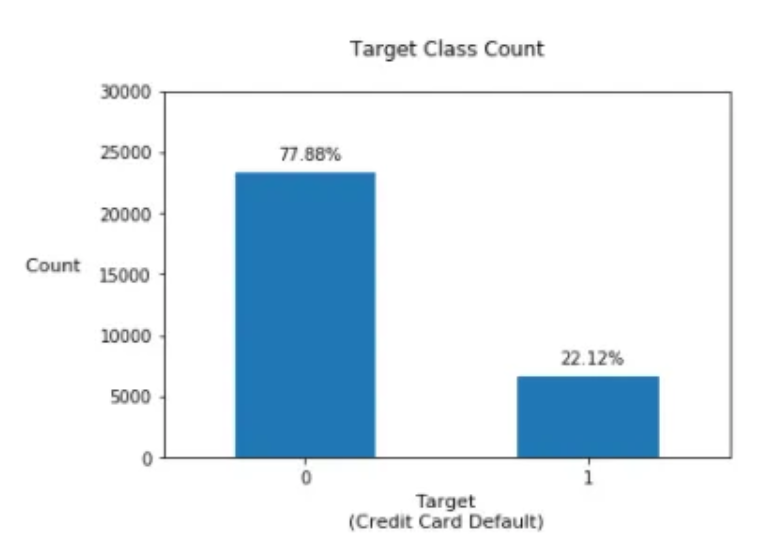 Target Class Count
30000
25000
20000
15000
10000
5000
0
Count
77.88%
22.12%
0
1
Target
(Credit Card Default)